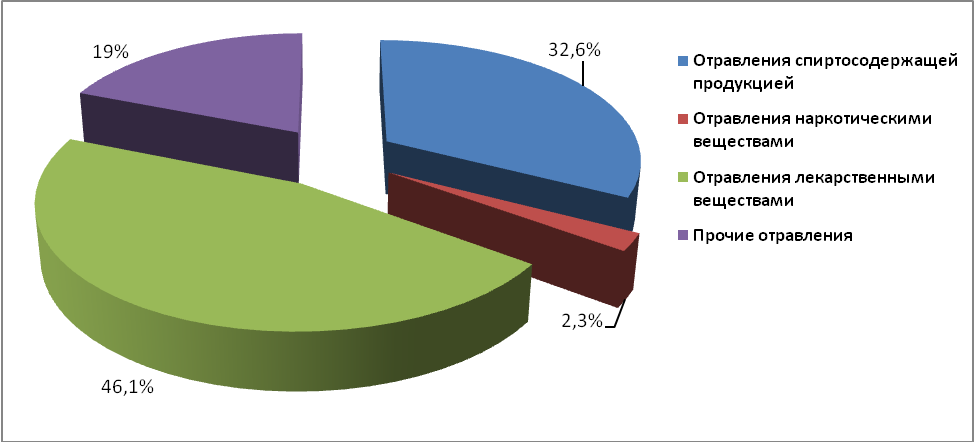 19%
32,6%
2,3%
46,1%
Отравления спиртосодержащей
продукцией
Отравления наркотическими
веществами
Отравления лекарственными
веществами
Прочие отравления